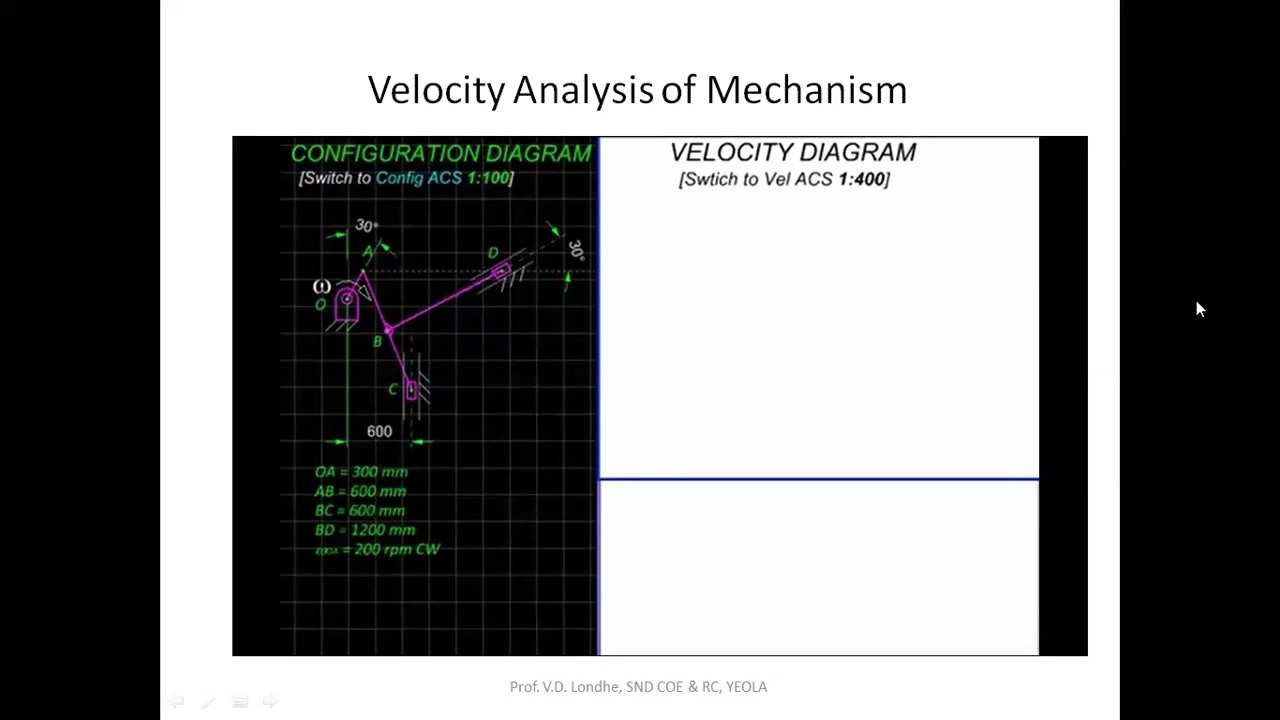 Velocity Analysis of Mechanism
CONFIGURATION DIAGRAM
[Switch to Config ACS 1:100]
VELOCITY DIAGRAM
[Swtich to Vel ACS 1:400]
30°
A
D
30°
ω
O
B
C
600
OA = 300 mm
AB = 600 mm
BC = 600 mm
BD = 1200 mm
= 200 rpm CW
Prof. V.D. Londhe, SND COE & RC, YEOLA